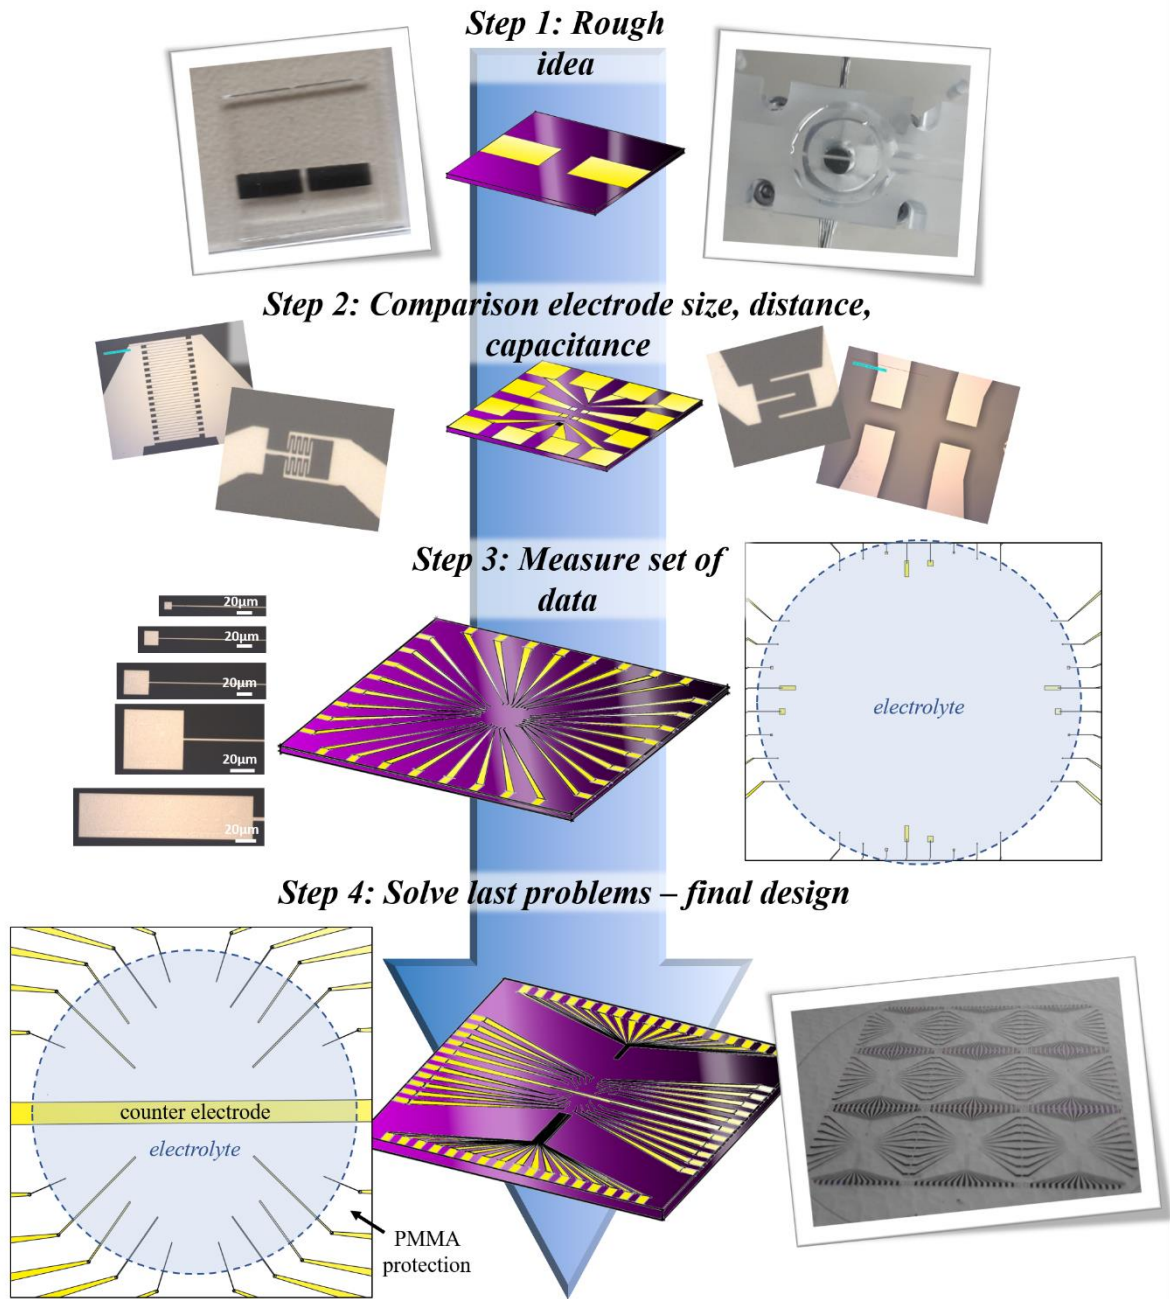 Step 1: Rough
idea
Step 2: Comparison electrode size, distance,
capacitance
Step 3: Measure set of
data
20μm
20μm
20μm
20μm
20μm
electrolyte
Step 4: Solve last problems – final design
counter electrode
electrolyte
PMMA
protection